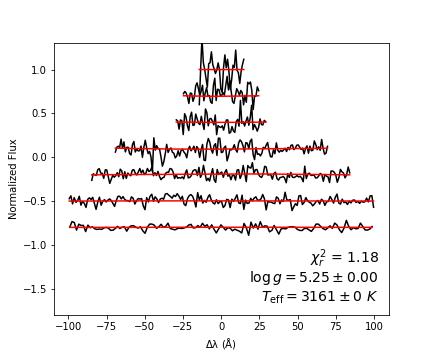 1.0
0.5
0.0
−0.5
−1.0
−1.5
Normalized Flux
χ²ᵣ = 1.18
log g = 5.25 ± 0.00
T_eff = 3161 ± 0 K
−100 −75 −50 −25 0 25 50 75 100
Δλ (Å)